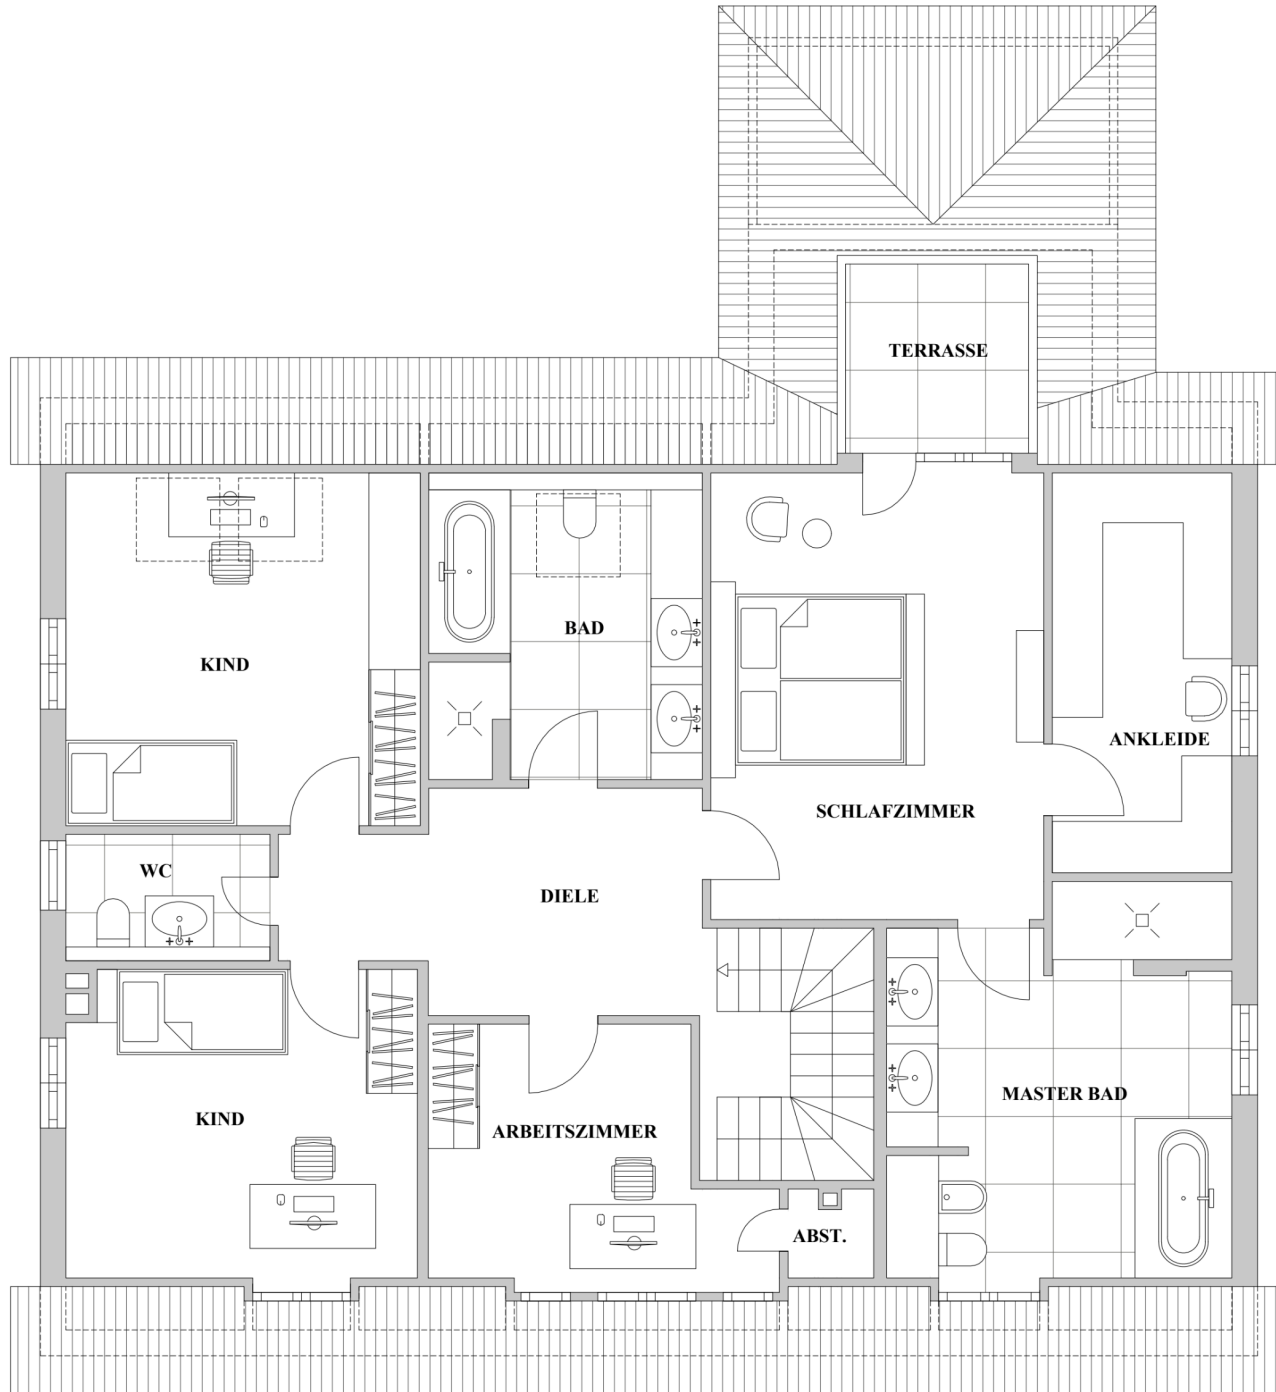 TERRASSE
BAD
KIND
ANKLEIDE
SCHLAFZIMMER
WC
DIELE
MASTER BAD
KIND
ARBEITSZIMMER
ABST.